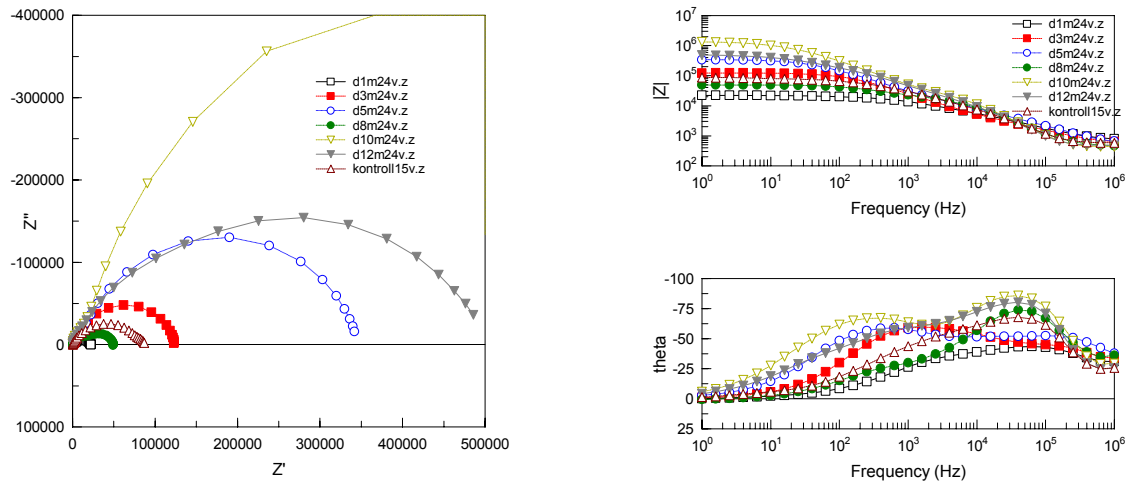 -400000
-300000
-200000
-100000
0
100000
Z''
0
100000
200000
300000
400000
500000
Z'
d1m24v.z
d3m24v.z
d5m24v.z
d8m24v.z
d10m24v.z
d12m24v.z
kontroll15v.z
10^7
10^6
10^5
10^4
10^3
10^2
|Z|
10^0
10^1
10^2
10^3
10^4
10^5
10^6
Frequency (Hz)
d1m24v.z
d3m24v.z
d5m24v.z
d8m24v.z
d10m24v.z
d12m24v.z
kontroll15v.z
-100
-75
-50
-25
0
25
theta
10^0
10^1
10^2
10^3
10^4
10^5
10^6
Frequency (Hz)